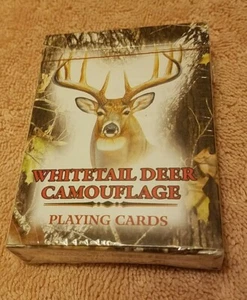 WHITETAIL DEER
CAMOUFLAGE
PLAYING CARDS